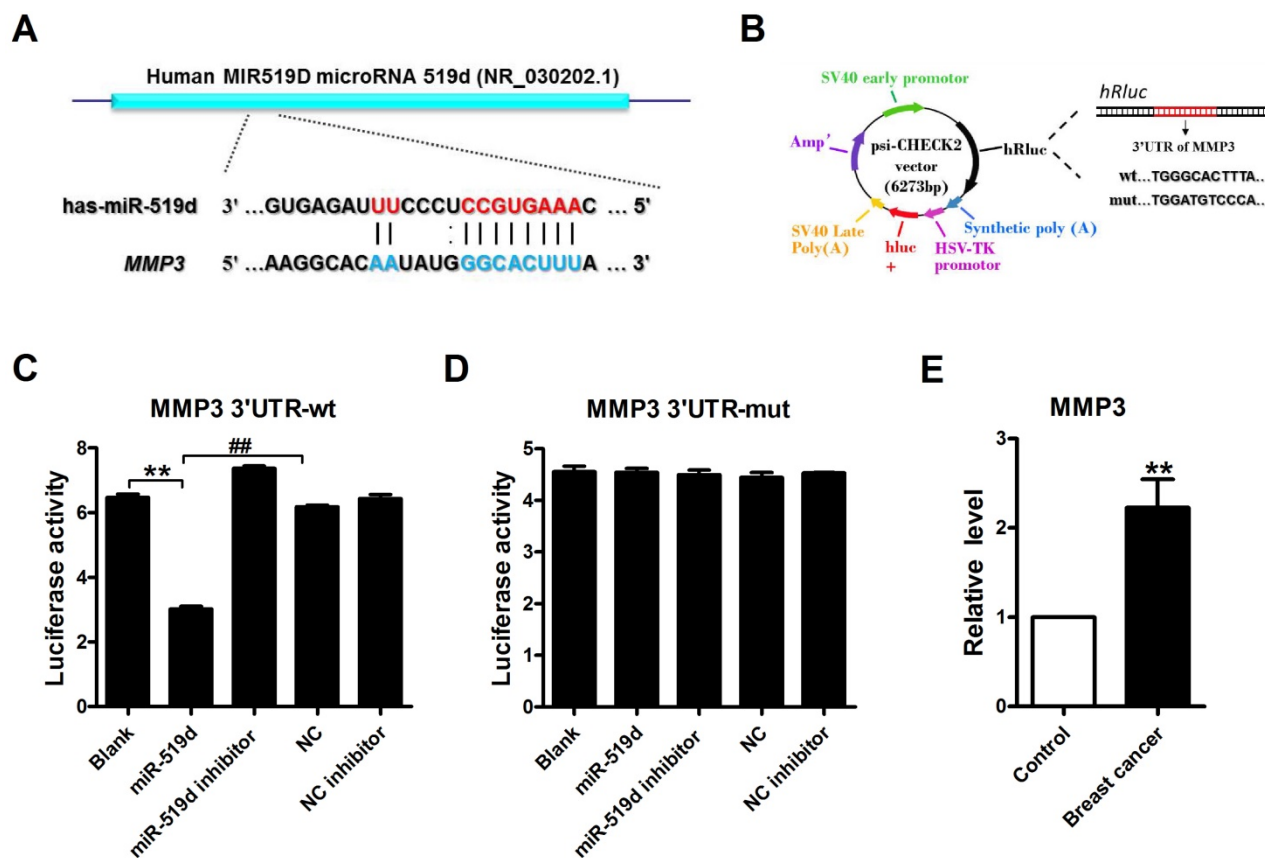 A
Human MIR519D microRNA 519d (NR_030202.1)
has-miR-519d 3' ...GUGAGAUUUCCCUCCGUGAAAC ... 5'
MMP3 5' ...AAGGCACAAUAUGGGCACUUUA ... 3'
B
SV40 early promotor
Amp'
psi-CHECK2
vector
(6273bp)
hRluc
SV40 Late
Poly(A)
hluc
+
HSV-TK
promotor
Synthetic poly (A)
hRluc
3'UTR of MMP3
wt...TGGGCACTTTA...
mut...TGGATGTCCCA...
C
MMP3 3'UTR-wt
Luciferase activity
8
6
4
2
0
**
##
Blank
miR-519d
miR-519d inhibitor
NC
NC inhibitor
D
MMP3 3'UTR-mut
Luciferase activity
5
4
3
2
1
0
Blank
miR-519d
miR-519d inhibitor
NC
NC inhibitor
E
MMP3
Relative level
3
2
1
0
**
Control
Breast cancer